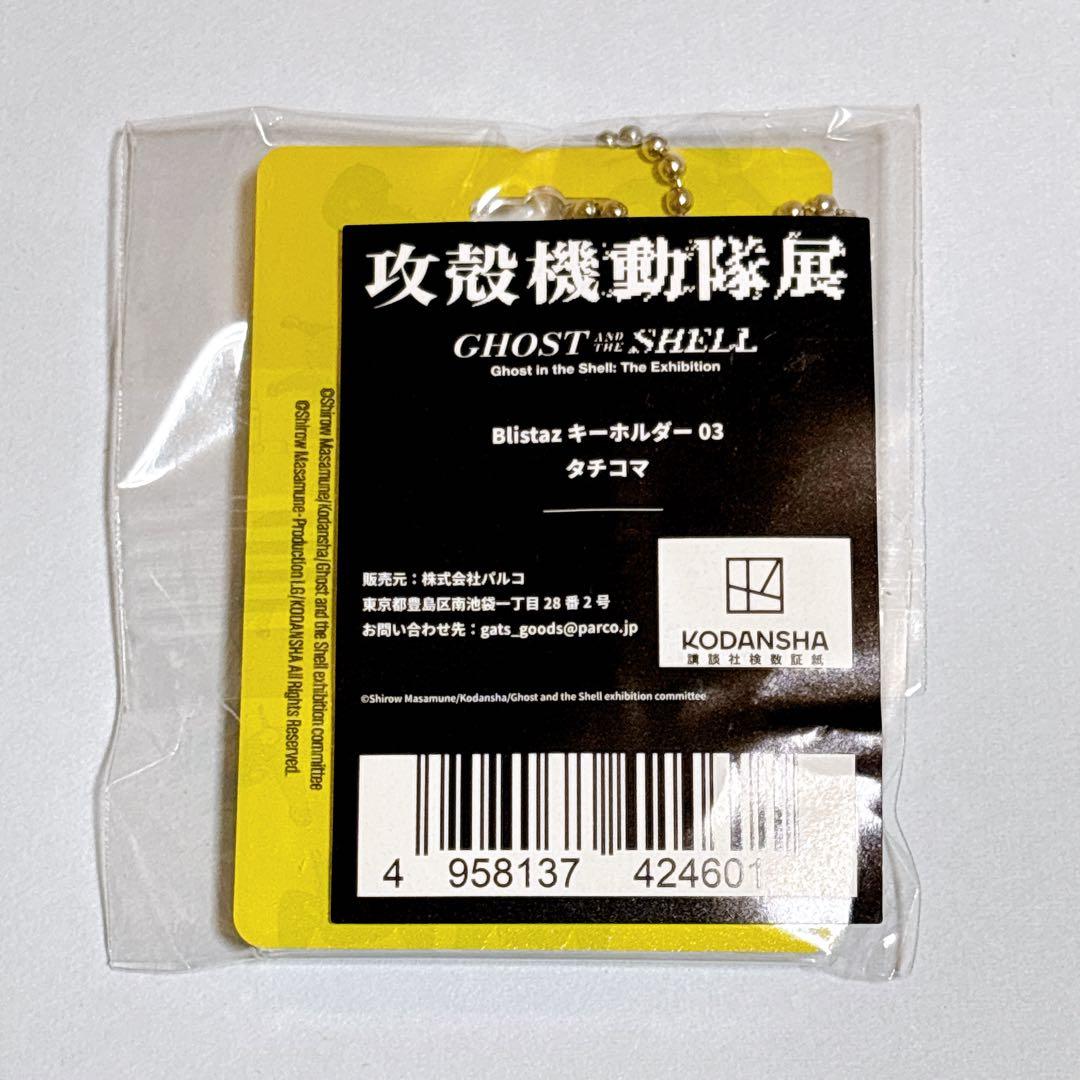 攻殻機動隊展
GHOST AND THE SHELL
Ghost in the Shell: The Exhibition
Blistaz キーホルダー 03
タチコマ
販売元：株式会社パルコ
東京都豊島区南池袋一丁目 28 番 2 号
お問い合わせ先：gats_goods@parco.jp
KODANSHA
講談社検数証紙
©Shirow Masamune/Kodansha/Ghost and the Shell exhibition committee
4 958137 424601
©Shirow Masamune/Kodansha/Ghost and the Shell exhibition committee
©Shirow Masamune・Production I.G/KODANSHA All Rights Reserved.